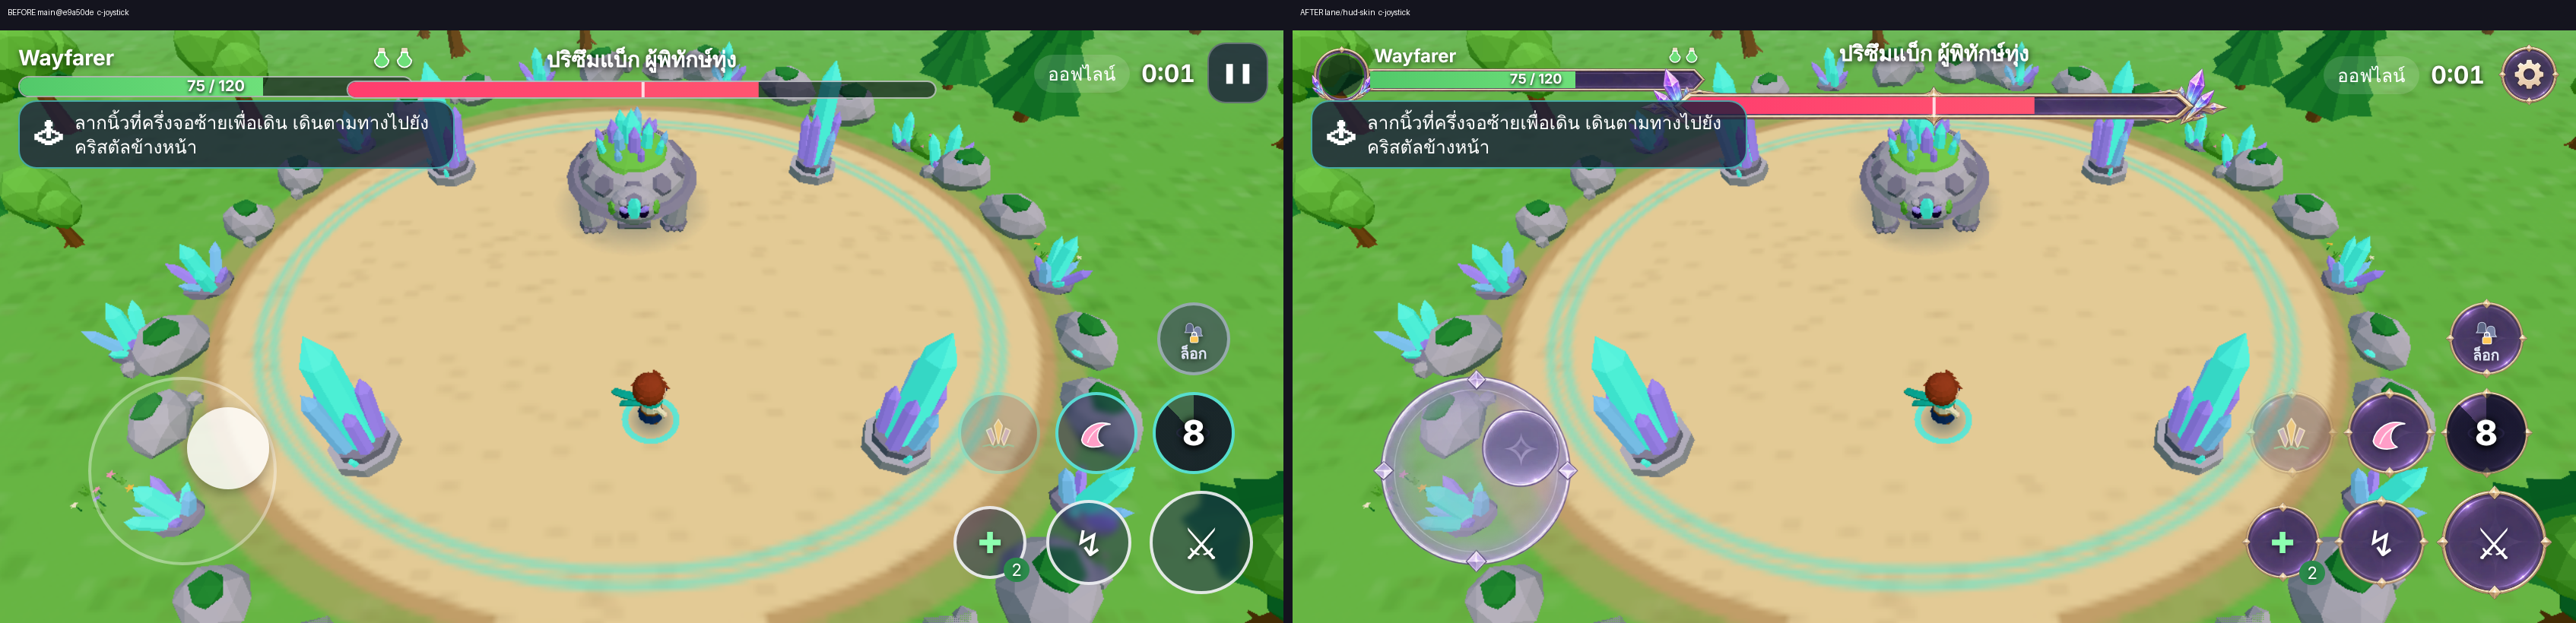 BEFORE main@e9a50de c-joystick
Wayfarer
ปริซึมแบ็ก ผู้พิทักษ์ทุ่ง
ออฟไลน์
0:01
75 / 120
ลากนิ้วที่ครึ่งจอซ้ายเพื่อเดิน เดินตามทางไปยัง
คริสตัลข้างหน้า
ล็อก
8
2
AFTER lane/hud-skin c-joystick
Wayfarer
ปริซึมแบ็ก ผู้พิทักษ์ทุ่ง
ออฟไลน์
0:01
75 / 120
ลากนิ้วที่ครึ่งจอซ้ายเพื่อเดิน เดินตามทางไปยัง
คริสตัลข้างหน้า
ล็อก
8
2